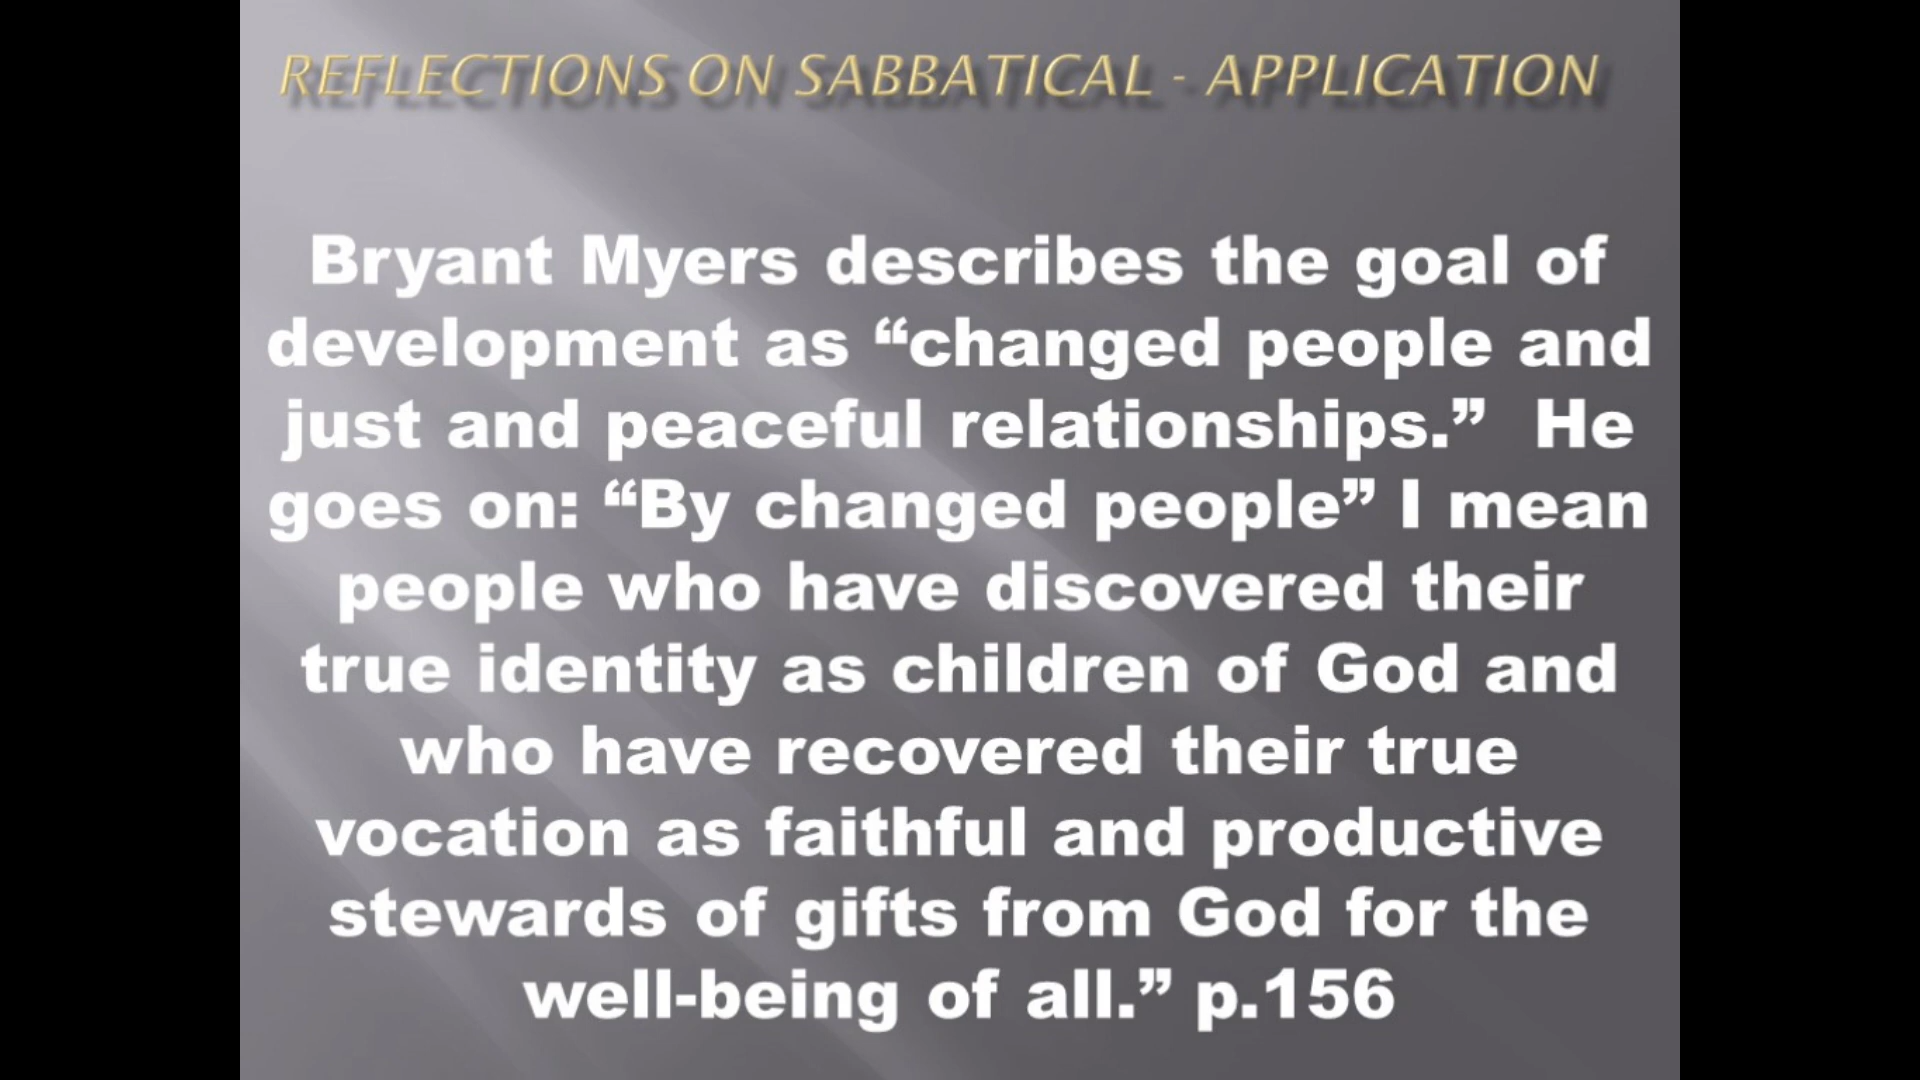 REFLECTIONS ON SABBATICAL - APPLICATION
Bryant Myers describes the goal of
development as “changed people and
just and peaceful relationships.”  He
goes on: “By changed people” I mean
people who have discovered their
true identity as children of God and
who have recovered their true
vocation as faithful and productive
stewards of gifts from God for the
well-being of all.” p.156